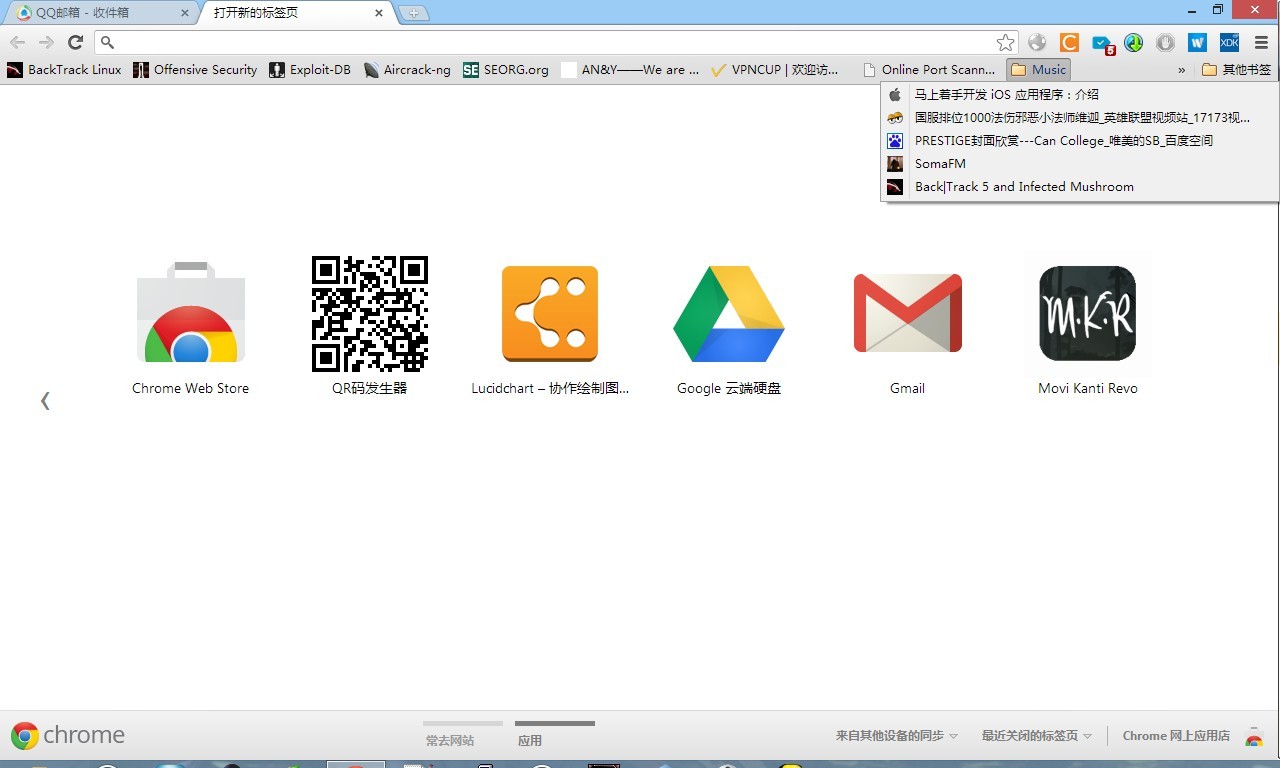 QQ邮箱 - 收件箱
打开新的标签页
BackTrack Linux
Offensive Security
Exploit-DB
Aircrack-ng
SEORG.org
AN&Y——We are ...
VPNCUP | 欢迎访...
Online Port Scann...
Music
»
其他书签
5
马上着手开发 iOS 应用程序：介绍
国服排位1000法伤邪恶小法师维迦_英雄联盟视频站_17173视...
PRESTIGE封面欣赏---Can College_唯美的SB_百度空间
SomaFM
Back|Track 5 and Infected Mushroom
M.K.R
Chrome Web Store
QR码发生器
Lucidchart – 协作绘制图...
Google 云端硬盘
Gmail
Movi Kanti Revo
chrome
常去网站
应用
来自其他设备的同步
最近关闭的标签页
Chrome 网上应用店